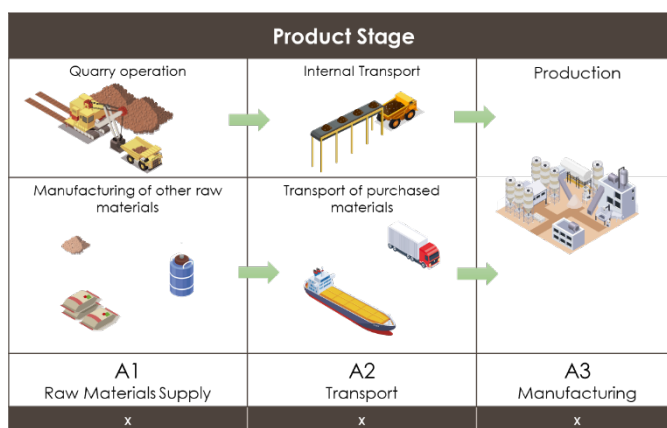 Product Stage
Quarry operation
Internal Transport
Production
Manufacturing of other raw
materials
Transport of purchased
materials
A1
Raw Materials Supply
A2
Transport
A3
Manufacturing
x
x
x